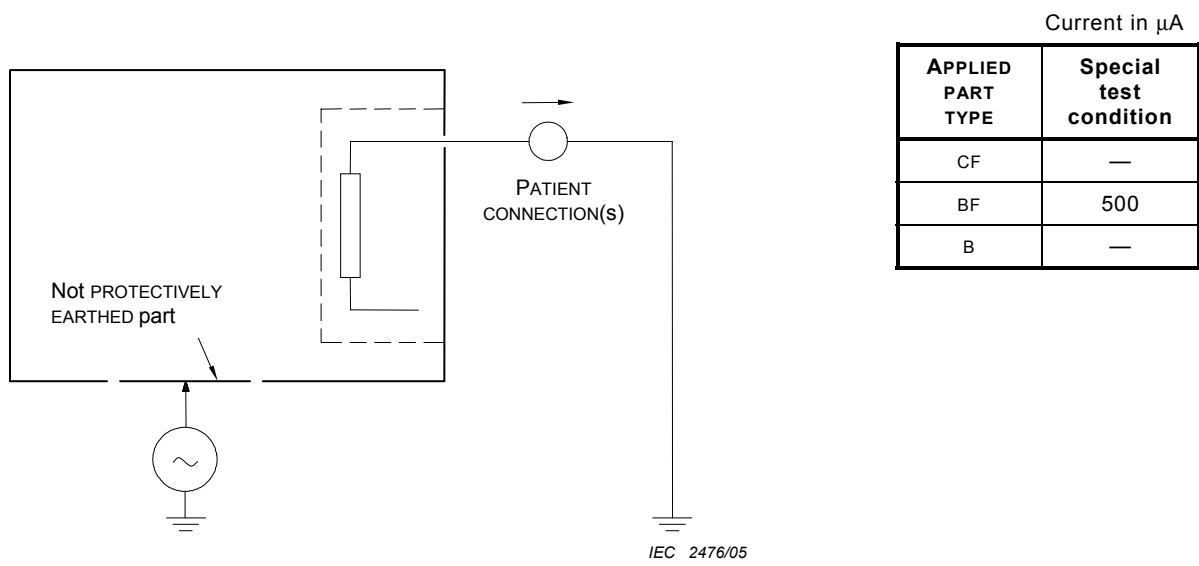 Current in μA
APPLIED
PART
TYPE
Special
test
condition
CF
—
BF
500
B
—
PATIENT
CONNECTION(s)
Not PROTECTIVELY
EARTHED part
IEC 2476/05